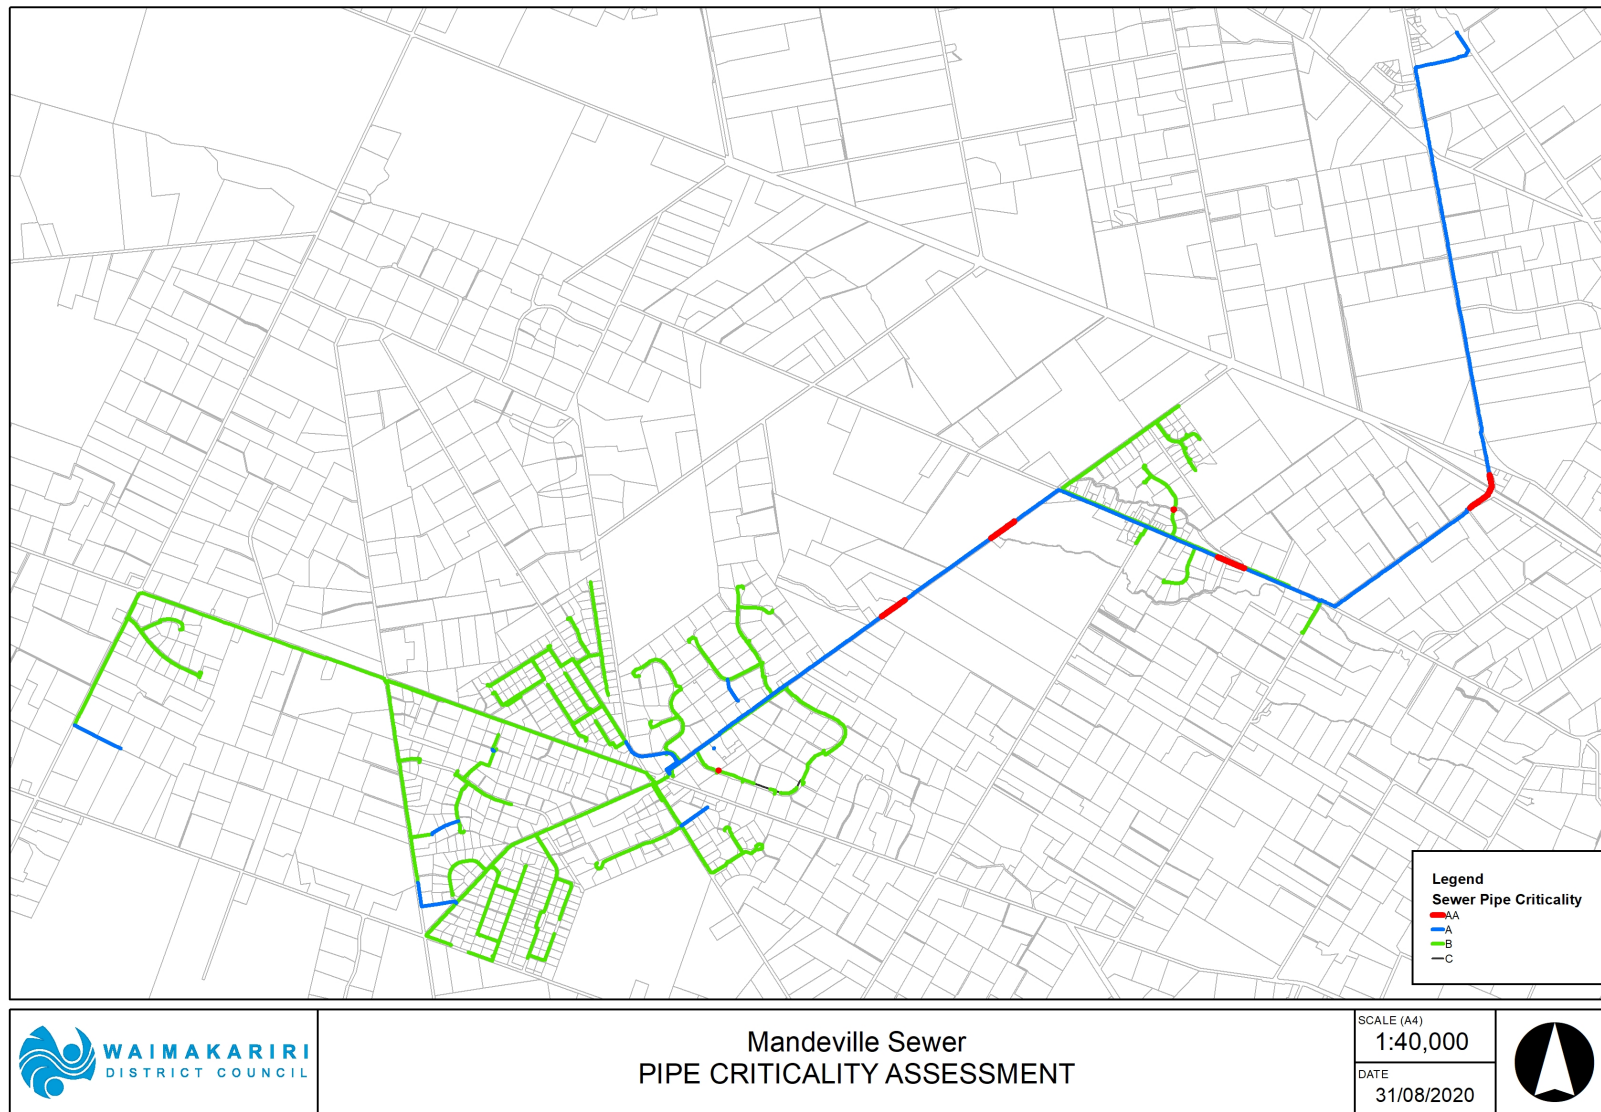 Legend
Sewer Pipe Criticality
AA
A
B
C
WAIMAKARIRI
DISTRICT COUNCIL
Mandeville Sewer
PIPE CRITICALITY ASSESSMENT
SCALE (A4)
1:40,000
DATE
31/08/2020